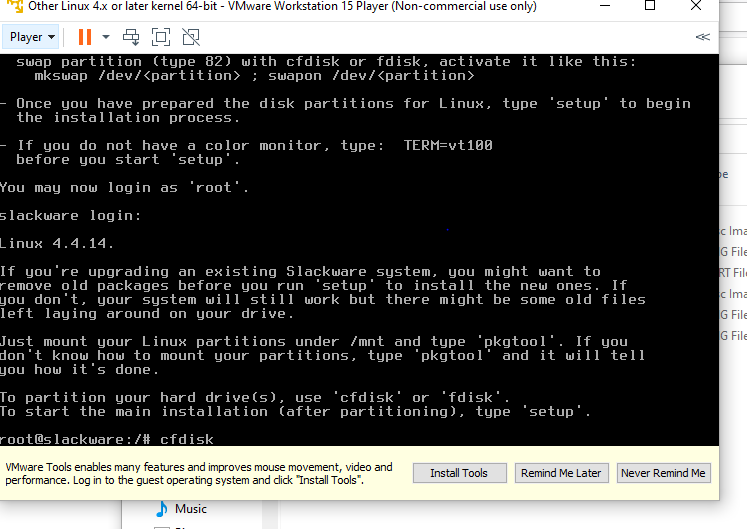 Other Linux 4.x or later kernel 64-bit - VMware Workstation 15 Player (Non-commercial use only)
Player
swap partition (type 82) with cfdisk or fdisk, activate it like this:
mkswap /dev/<partition> ; swapon /dev/<partition>
- Once you have prepared the disk partitions for Linux, type 'setup' to begin
the installation process.
- If you do not have a color monitor, type:  TERM=vt100
before you start 'setup'.
You may now login as 'root'.
slackware login:
Linux 4.4.14.
If you're upgrading an existing Slackware system, you might want to
remove old packages before you run 'setup' to install the new ones. If
you don't, your system will still work but there might be some old files
left laying around on your drive.
Just mount your Linux partitions under /mnt and type 'pkgtool'. If you
don't know how to mount your partitions, type 'pkgtool' and it will tell
you how it's done.
To partition your hard drive(s), use 'cfdisk' or 'fdisk'.
To start the main installation (after partitioning), type 'setup'.
root@slackware:/# cfdisk
VMware Tools enables many features and improves mouse movement, video and
performance. Log in to the guest operating system and click "Install Tools".
Install Tools
Remind Me Later
Never Remind Me
Music
pe
sc Ima
G File
RT File
sc Ima
G File
G File